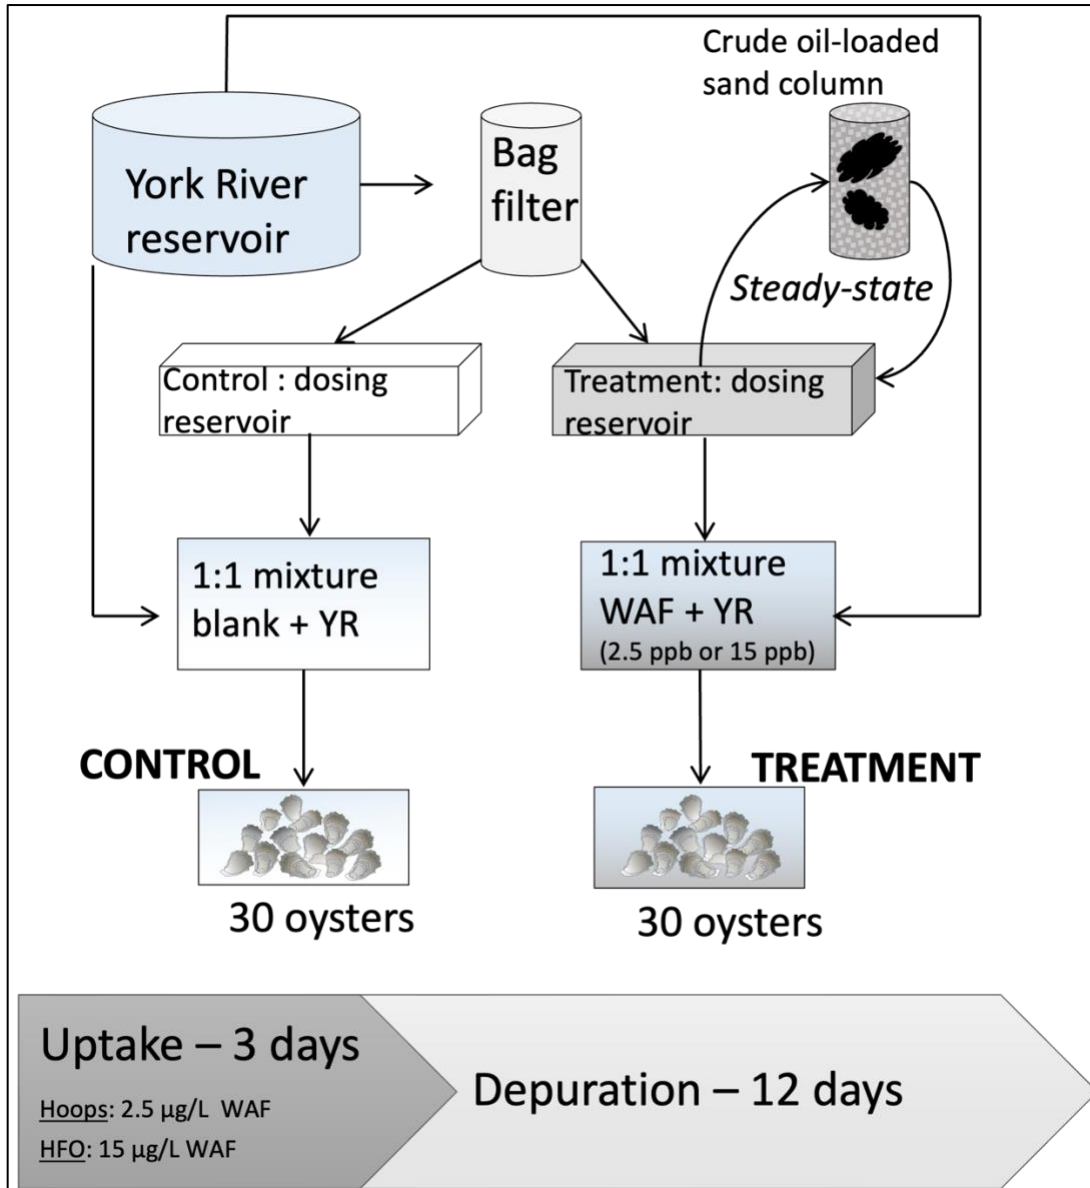 Crude oil-loaded
sand column
York River
reservoir
Bag
filter
Steady-state
Control : dosing
reservoir
Treatment: dosing
reservoir
1:1 mixture
blank + YR
1:1 mixture
WAF + YR
(2.5 ppb or 15 ppb)
CONTROL
TREATMENT
30 oysters
30 oysters
Uptake – 3 days
Hoops: 2.5 µg/L  WAF
HFO: 15 µg/L WAF
Depuration – 12 days